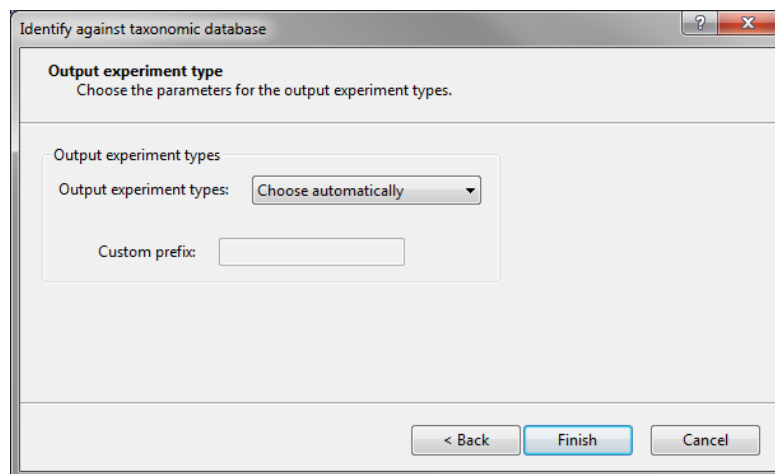 Identify against taxonomic database
?
Output experiment type
Choose the parameters for the output experiment types.
Output experiment types
Output experiment types: Choose automatically
Custom prefix:
< Back Finish Cancel